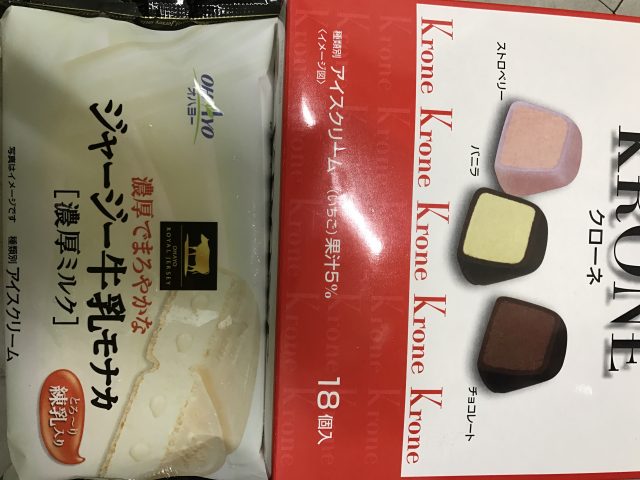 OHAYO
オハヨー
ジャージー牛乳モナカ
[濃厚ミルク]
濃厚でまろやかな
OHAYO
ROYAL JERSEY
とろ〜り
練乳入り
写真はイメージです 種類別 アイスクリーム
種類別 アイスクリーム (いちご)果汁5%
〈イメージ図〉
18個入
Krone Krone Krone Krone Krone
Krone Krone Krone Krone
ストロベリー
バニラ
チョコレート
KRONE
クローネ